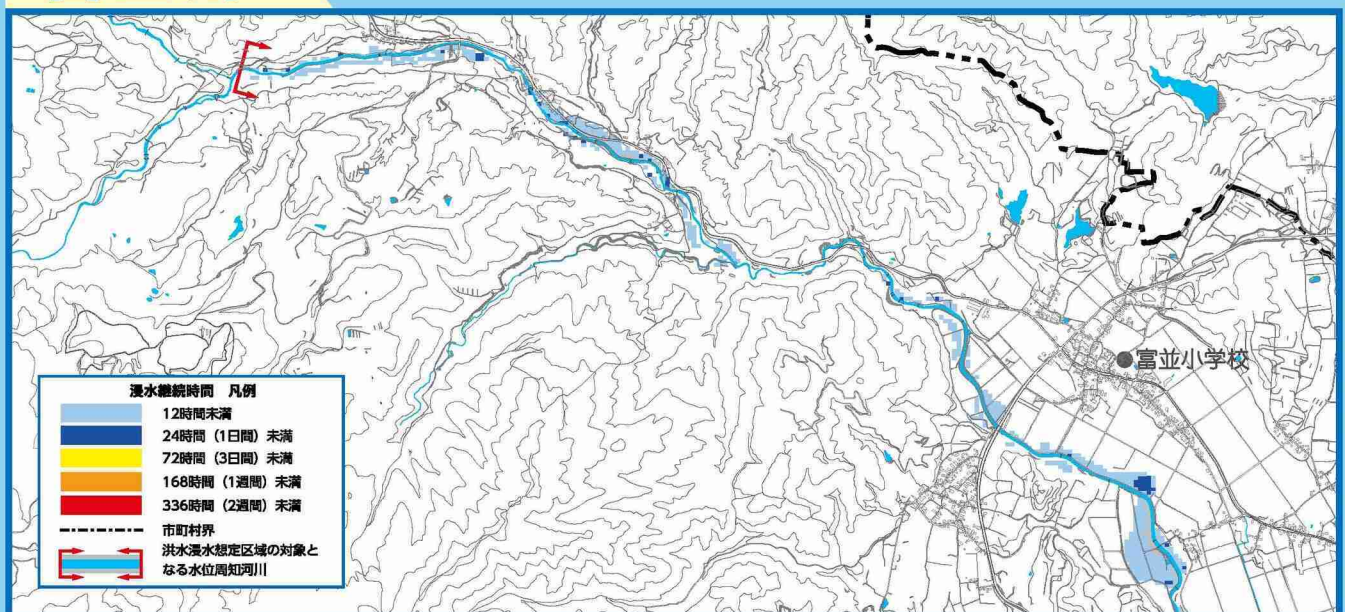 富並小学校
浸水継続時間 凡例
12時間未満
24時間（1日間）未満
72時間（3日間）未満
168時間（1週間）未満
336時間（2週間）未満
市町村界
洪水浸水想定区域の対象と
なる水位周知河川